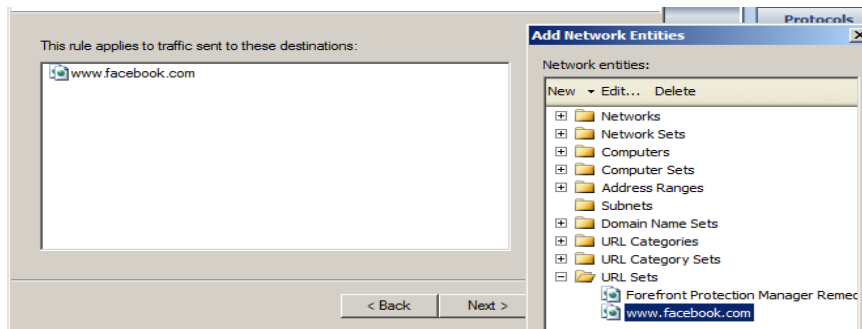 Protocols
This rule applies to traffic sent to these destinations:
www.facebook.com
< Back
Next >
Add Network Entities
Network entities:
New Edit... Delete
Networks
Network Sets
Computers
Computer Sets
Address Ranges
Subnets
Domain Name Sets
URL Categories
URL Category Sets
URL Sets
Forefront Protection Manager Remec
www.facebook.com